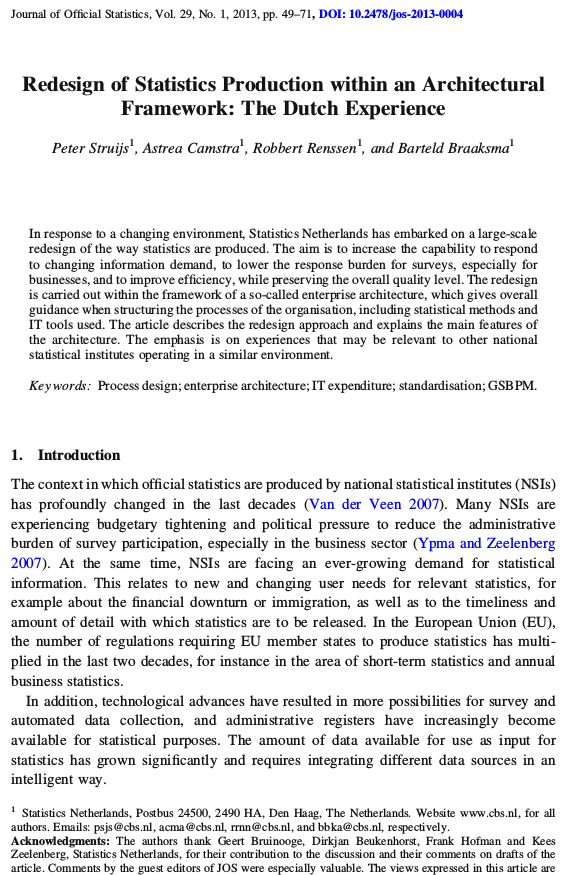 Journal of Official Statistics, Vol. 29, No. 1, 2013, pp. 49–71, DOI: 10.2478/jos-2013-0004
Redesign of Statistics Production within an Architectural
Framework: The Dutch Experience
Peter Struijs1, Astrea Camstra1, Robbert Renssen1, and Barteld Braaksma1
In response to a changing environment, Statistics Netherlands has embarked on a large-scale
redesign of the way statistics are produced. The aim is to increase the capability to respond
to changing information demand, to lower the response burden for surveys, especially for
businesses, and to improve efficiency, while preserving the overall quality level. The redesign
is carried out within the framework of a so-called enterprise architecture, which gives overall
guidance when structuring the processes of the organisation, including statistical methods and
IT tools used. The article describes the redesign approach and explains the main features of
the architecture. The emphasis is on experiences that may be relevant to other national
statistical institutes operating in a similar environment.
Key words: Process design; enterprise architecture; IT expenditure; standardisation; GSBPM.
1. Introduction
The context in which official statistics are produced by national statistical institutes (NSIs)
has profoundly changed in the last decades (Van der Veen 2007). Many NSIs are
experiencing budgetary tightening and political pressure to reduce the administrative
burden of survey participation, especially in the business sector (Ypma and Zeelenberg
2007). At the same time, NSIs are facing an ever-growing demand for statistical
information. This relates to new and changing user needs for relevant statistics, for
example about the financial downturn or immigration, as well as to the timeliness and
amount of detail with which statistics are to be released. In the European Union (EU),
the number of regulations requiring EU member states to produce statistics has multi-
plied in the last two decades, for instance in the area of short-term statistics and annual
business statistics.
In addition, technological advances have resulted in more possibilities for survey and
automated data collection, and administrative registers have increasingly become
available for statistical purposes. The amount of data available for use as input for
statistics has grown significantly and requires integrating different data sources in an
intelligent way.
1 Statistics Netherlands, Postbus 24500, 2490 HA, Den Haag, The Netherlands. Website www.cbs.nl, for all
authors. Emails: psjs@cbs.nl, acma@cbs.nl, rrnn@cbs.nl, and bbka@cbs.nl, respectively.
Acknowledgments: The authors thank Geert Bruinooge, Dirkjan Beukenhorst, Frank Hofman and Kees
Zeelenberg, Statistics Netherlands, for their contribution to the discussion and their comments on drafts of the
article. Comments by the guest editors of JOS were especially valuable. The views expressed in this article are